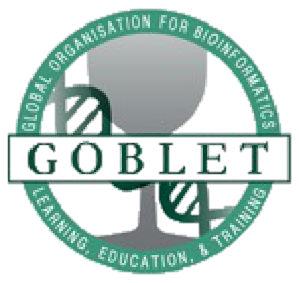 GLOBAL ORGANISATION FOR BIOINFORMATICS
GOBLET
LEARNING, EDUCATION, & TRAINING